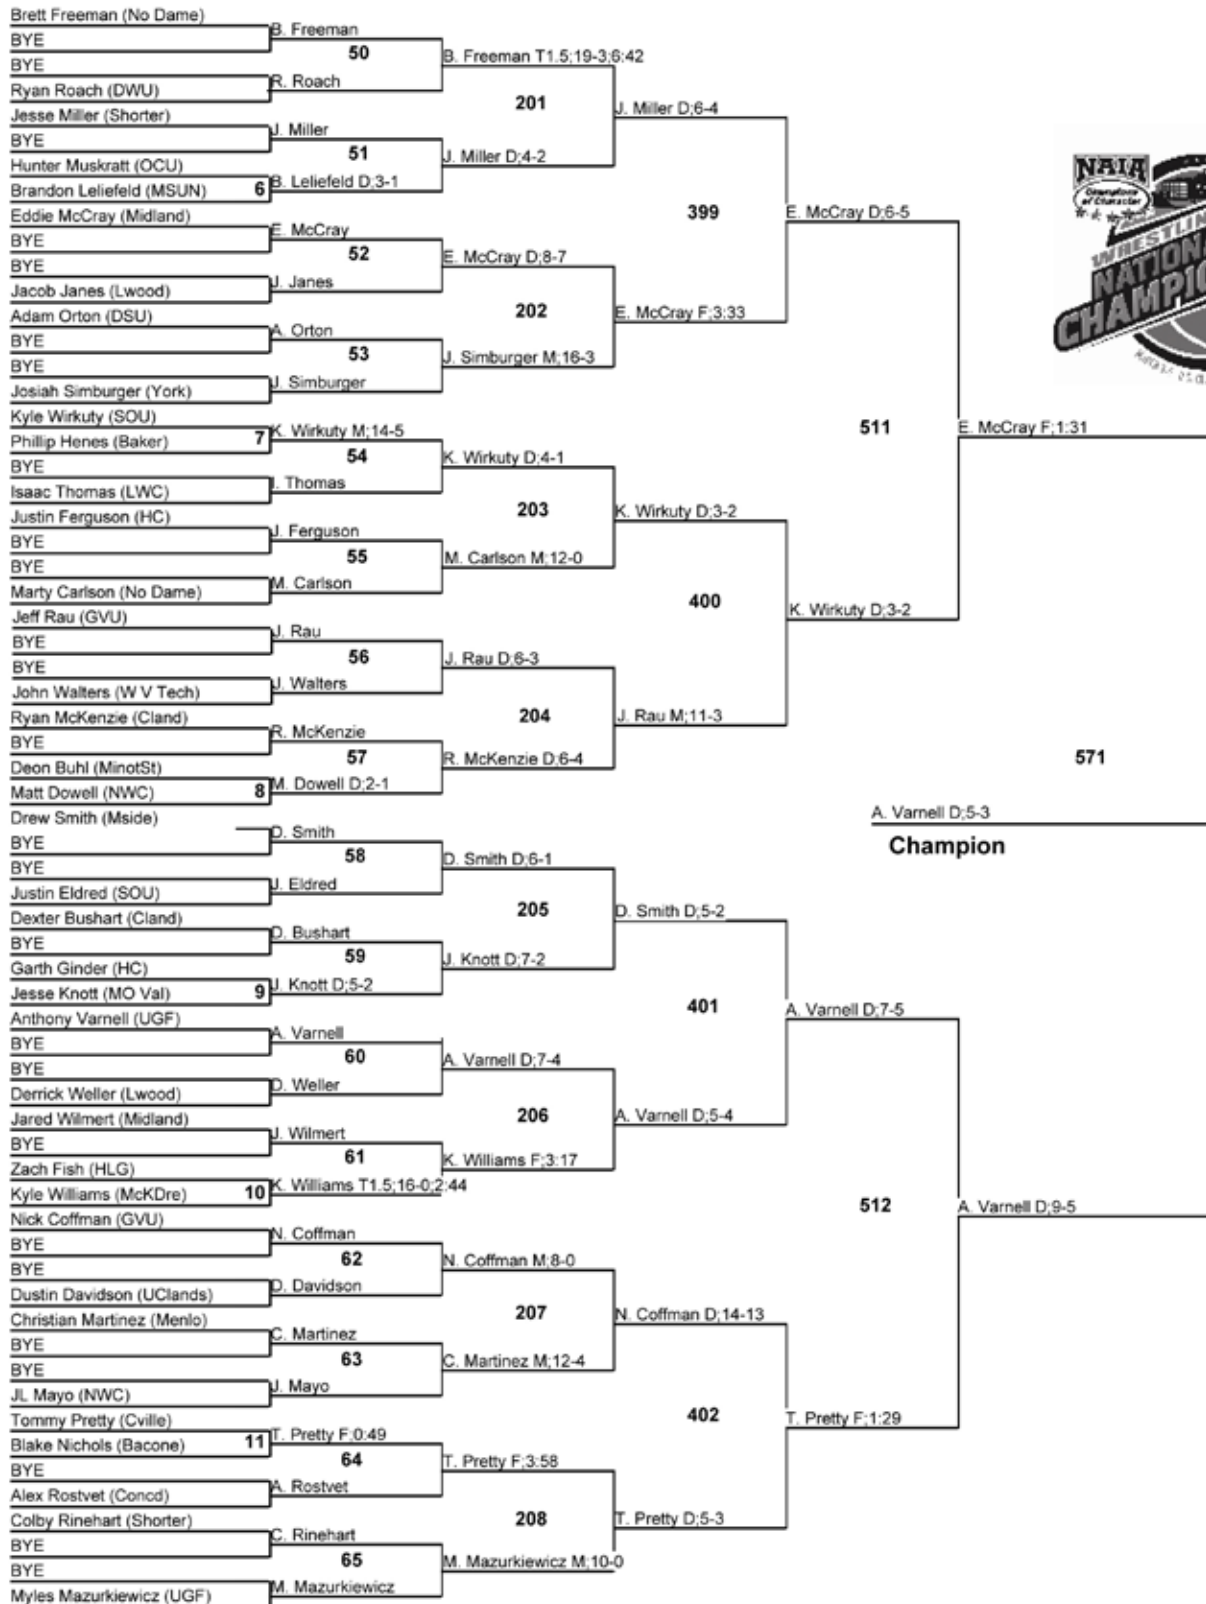 Brett Freeman (No Dame)
BYE
BYE
Ryan Roach (DWU)
Jesse Miller (Shorter)
BYE
Hunter Muskratt (OCU)
Brandon Leliefeld (MSUN)
6
Eddie McCray (Midland)
BYE
BYE
Jacob Janes (Lwood)
Adam Orton (DSU)
BYE
BYE
Josiah Simburger (York)
Kyle Wirkuty (SOU)
Phillip Henes (Baker)
7
BYE
Isaac Thomas (LWC)
Justin Ferguson (HC)
BYE
BYE
Marty Carlson (No Dame)
Jeff Rau (GVU)
BYE
BYE
John Walters (W V Tech)
Ryan McKenzie (Cland)
BYE
Deon Buhl (MinotSt)
Matt Dowell (NWC)
8
Drew Smith (Mside)
BYE
BYE
Justin Eldred (SOU)
Dexter Bushart (Cland)
BYE
Garth Ginder (HC)
Jesse Knott (MO Val)
9
Anthony Varnell (UGF)
BYE
BYE
Derrick Weller (Lwood)
Jared Wilmert (Midland)
BYE
Zach Fish (HLG)
Kyle Williams (McKDre)
10
Nick Coffman (GVU)
BYE
BYE
Dustin Davidson (UClands)
Christian Martinez (Menlo)
BYE
BYE
JL Mayo (NWC)
Tommy Pretty (Cville)
Blake Nichols (Bacone)
11
BYE
Alex Rostvet (Concd)
Colby Rinehart (Shorter)
BYE
BYE
Myles Mazurkiewicz (UGF)
B. Freeman
50
R. Roach
J. Miller
51
B. Leliefeld D;3-1
E. McCray
52
J. Janes
A. Orton
53
J. Simburger
K. Wirkuty M;14-5
54
I. Thomas
J. Ferguson
55
M. Carlson
J. Rau
56
J. Walters
R. McKenzie
57
M. Dowell D;2-1
D. Smith
58
J. Eldred
D. Bushart
59
J. Knott D;5-2
A. Varnell
60
D. Weller
J. Wilmert
61
K. Williams T1.5;16-0;2:44
N. Coffman
62
D. Davidson
C. Martinez
63
J. Mayo
T. Pretty F;0:49
64
A. Rostvet
C. Rinehart
65
M. Mazurkiewicz
B. Freeman T1.5;19-3;6:42
201
J. Miller D;4-2
E. McCray D;8-7
202
J. Simburger M;16-3
K. Wirkuty D;4-1
203
M. Carlson M;12-0
J. Rau D;6-3
204
R. McKenzie D;6-4
D. Smith D;6-1
205
J. Knott D;7-2
A. Varnell D;7-4
206
K. Williams F;3:17
N. Coffman M;8-0
207
C. Martinez M;12-4
T. Pretty F;3:58
208
M. Mazurkiewicz M;10-0
J. Miller D;6-4
399
E. McCray F;3:33
K. Wirkuty D;3-2
400
J. Rau M;11-3
D. Smith D;5-2
401
A. Varnell D;5-4
N. Coffman D;14-13
402
T. Pretty D;5-3
E. McCray D;6-5
511
K. Wirkuty D;3-2
A. Varnell D;7-5
512
T. Pretty F;1:29
E. McCray F;1:31
571
A. Varnell D;9-5
A. Varnell D;5-3
Champion
NAIA
Champions
of Character
WRESTLIN
NATION
CHAMPIO